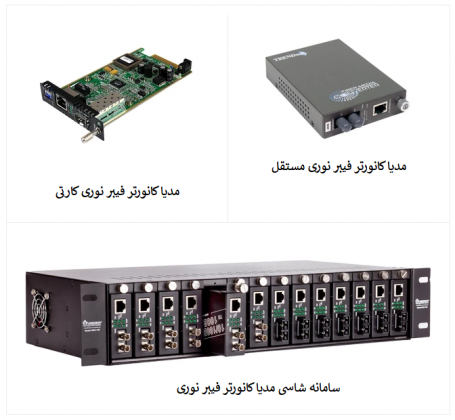 مدیا کانورتر فیبر نوری مستقل
مدیا کانورتر فیبر نوری کارتی
سامانه شاسی مدیا کانورتر فیبر نوری